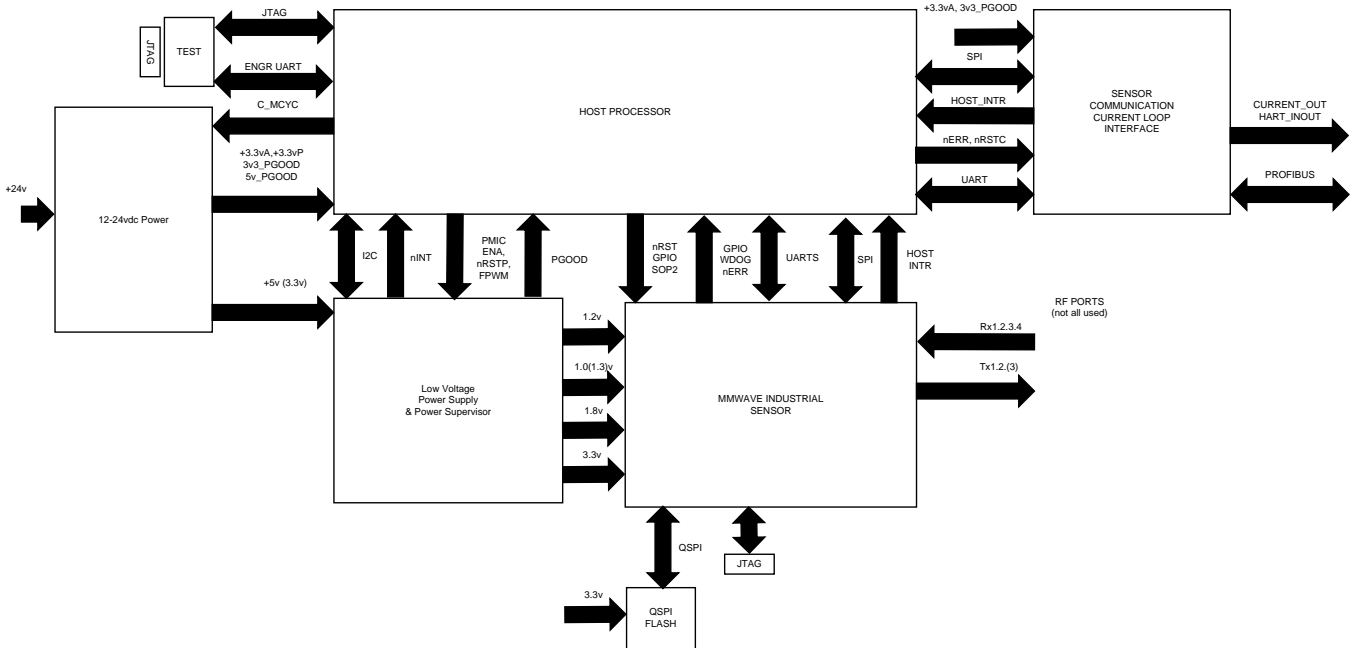 JTAG
+3.3vA, 3v3_PGOOD
JTAG
TEST
SPI
ENGR UART
HOST PROCESSOR
HOST_INTR
SENSOR
COMMUNICATION
CURRENT LOOP
INTERFACE
CURRENT_OUT
HART_INOUT
C_MCYC
nERR, nRSTC
+3.3vA,+3.3vP
3v3_PGOOD
5v_PGOOD
UART
PROFIBUS
+24v
12-24vdc Power
I2C
nINT
PMIC
ENA,
nRSTP,
FPWM
PGOOD
nRST
GPIO
SOP2
GPIO
WDOG
nERR
UARTS
SPI
HOST
INTR
+5v (3.3v)
RF PORTS
(not all used)
1.2v
Rx1.2.3.4
1.0(1.3)v
Tx1.2.(3)
Low Voltage
Power Supply
& Power Supervisor
MMWAVE INDUSTRIAL
SENSOR
1.8v
3.3v
QSPI
JTAG
3.3v
QSPI
FLASH